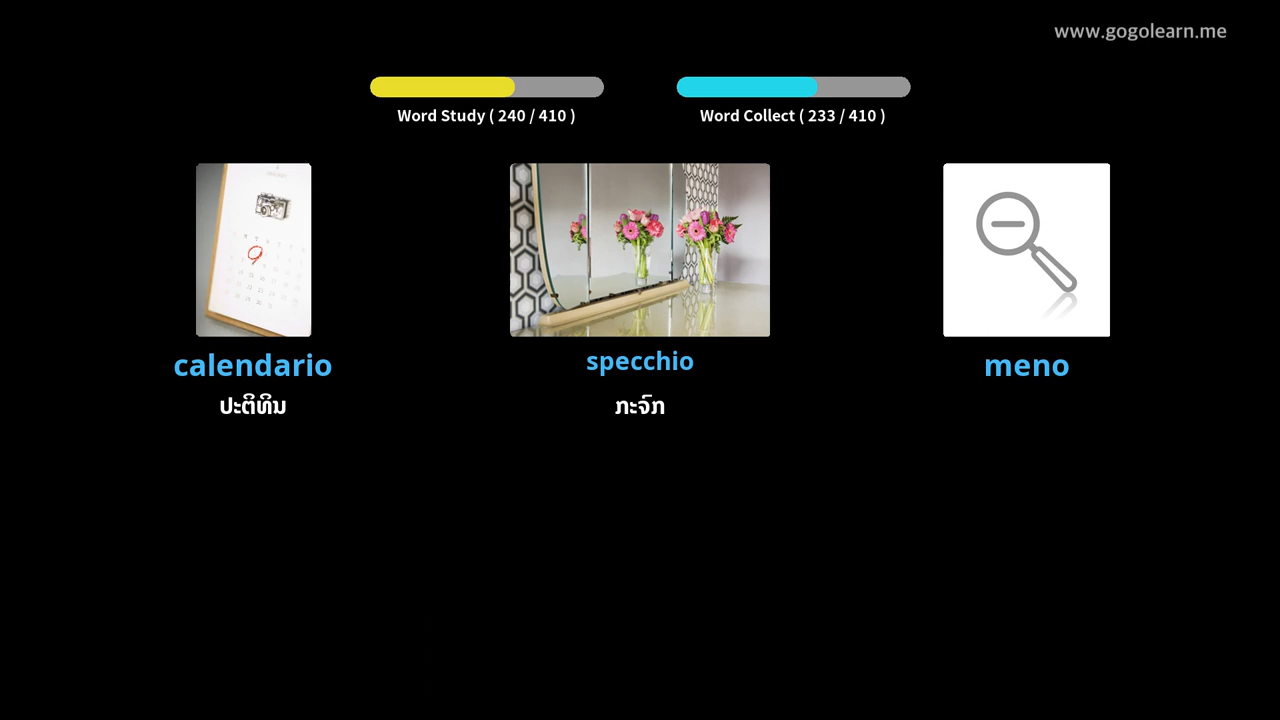 www.gogolearn.me
Word Study ( 240 / 410 )
Word Collect ( 233 / 410 )
calendario
specchio
meno
ປະຕິທິນ
ກະຈົກ